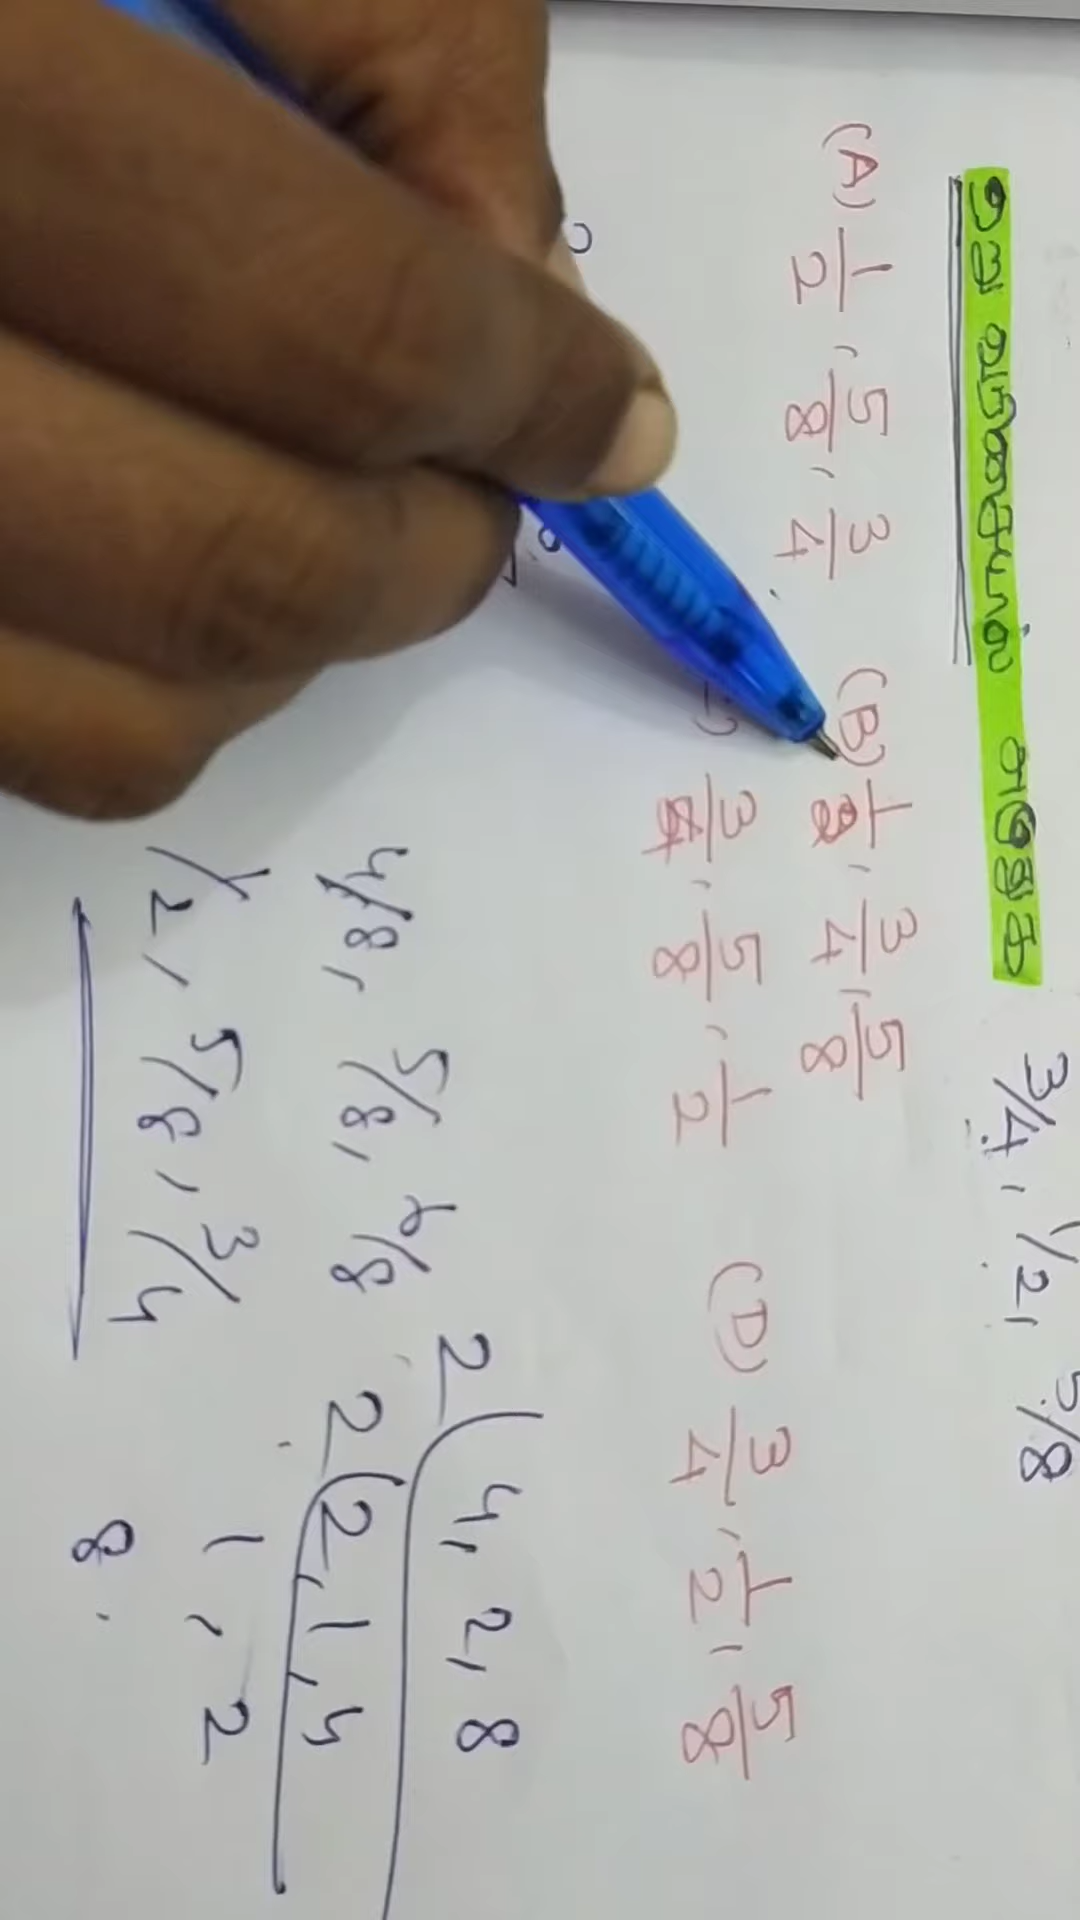 ஏறு வரிசையில் எழுதுக 3/4, 1/2, 5/8
(A) 1/2, 5/8, 3/4 (B) 1/2, 3/4, 5/8
3/4, 5/8, 1/2 (D) 3/4, 1/2, 5/8
2 4, 2, 8
4/8, 5/8, 6/8 2 2, 1, 4
1/2, 5/8, 3/4 1, 2
8